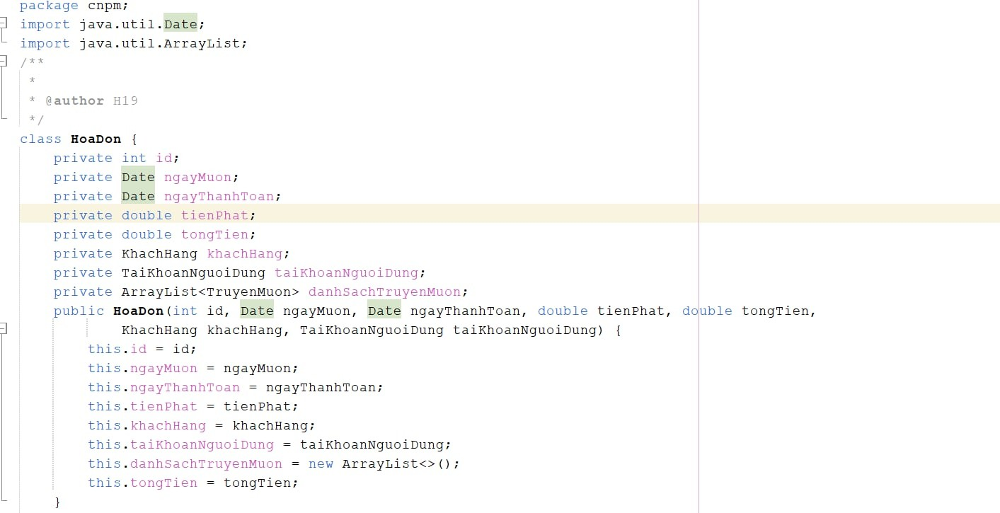 package cnpm;
import java.util.Date;
import java.util.ArrayList;
/**
 *
 * @author H19
 */
class HoaDon {
    private int id;
    private Date ngayMuon;
    private Date ngayThanhToan;
    private double tienPhat;
    private double tongTien;
    private KhachHang khachHang;
    private TaiKhoanNguoiDung taiKhoanNguoiDung;
    private ArrayList<TruyenMuon> danhSachTruyenMuon;
    public HoaDon(int id, Date ngayMuon, Date ngayThanhToan, double tienPhat, double tongTien,
            KhachHang khachHang, TaiKhoanNguoiDung taiKhoanNguoiDung) {
        this.id = id;
        this.ngayMuon = ngayMuon;
        this.ngayThanhToan = ngayThanhToan;
        this.tienPhat = tienPhat;
        this.khachHang = khachHang;
        this.taiKhoanNguoiDung = taiKhoanNguoiDung;
        this.danhSachTruyenMuon = new ArrayList<>();
        this.tongTien = tongTien;
    }